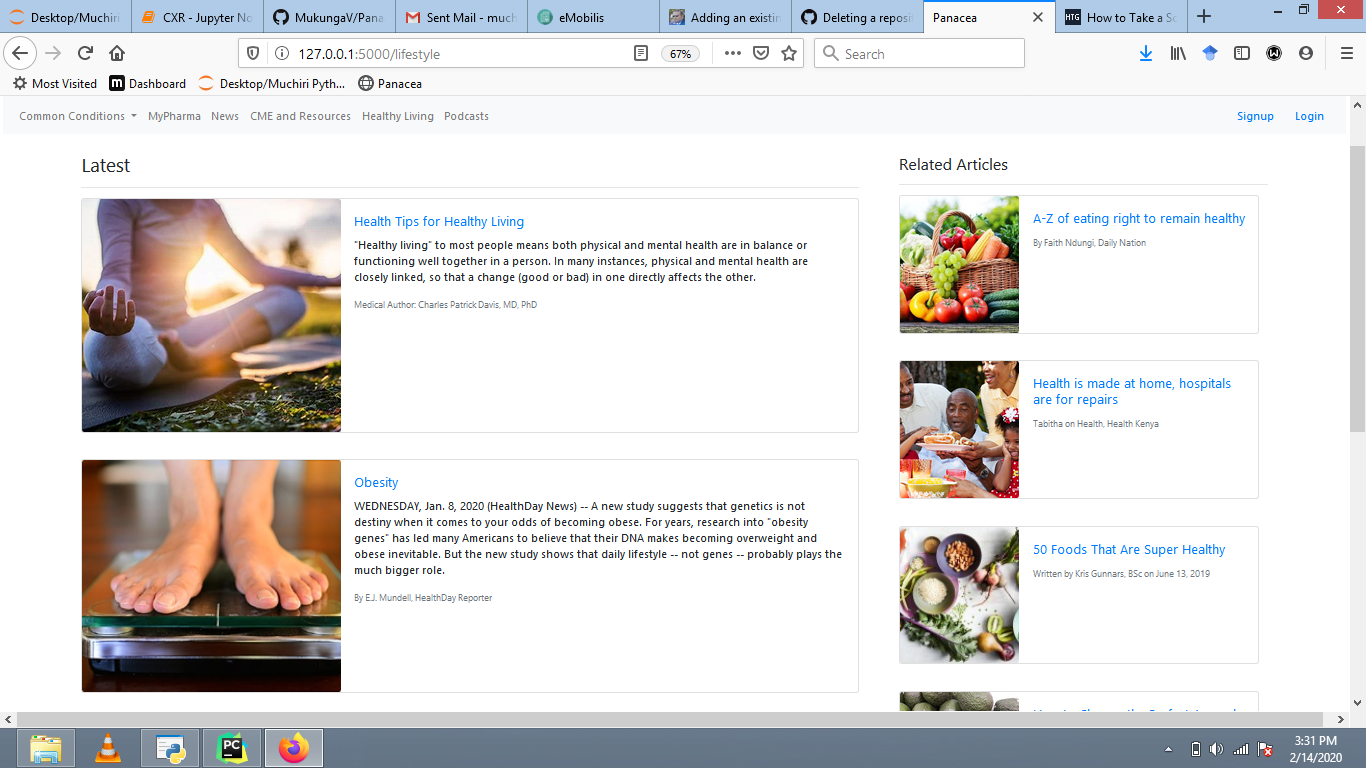 Desktop/Muchiri
CXR - Jupyter No
MukungaV/Pana
Sent Mail - much
eMobilis
Adding an existin
Deleting a reposit
Panacea
HTG
How to Take a Sc
127.0.0.1:5000/lifestyle
67%
Search
Most Visited
m
Dashboard
Desktop/Muchiri Pyth...
Panacea
Common Conditions
MyPharma
News
CME and Resources
Healthy Living
Podcasts
Signup
Login
Latest
Health Tips for Healthy Living
"Healthy living" to most people means both physical and mental health are in balance or
functioning well together in a person. In many instances, physical and mental health are
closely linked, so that a change (good or bad) in one directly affects the other.
Medical Author: Charles Patrick Davis, MD, PhD
Obesity
WEDNESDAY, Jan. 8, 2020 (HealthDay News) -- A new study suggests that genetics is not
destiny when it comes to your odds of becoming obese. For years, research into "obesity
genes" has led many Americans to believe that their DNA makes becoming overweight and
obese inevitable. But the new study shows that daily lifestyle -- not genes -- probably plays the
much bigger role.
By E.J. Mundell, HealthDay Reporter
Related Articles
A-Z of eating right to remain healthy
By Faith Ndungi, Daily Nation
Health is made at home, hospitals
are for repairs
Tabitha on Health, Health Kenya
50 Foods That Are Super Healthy
Written by Kris Gunnars, BSc on June 13, 2019
PC
3:31 PM
2/14/2020